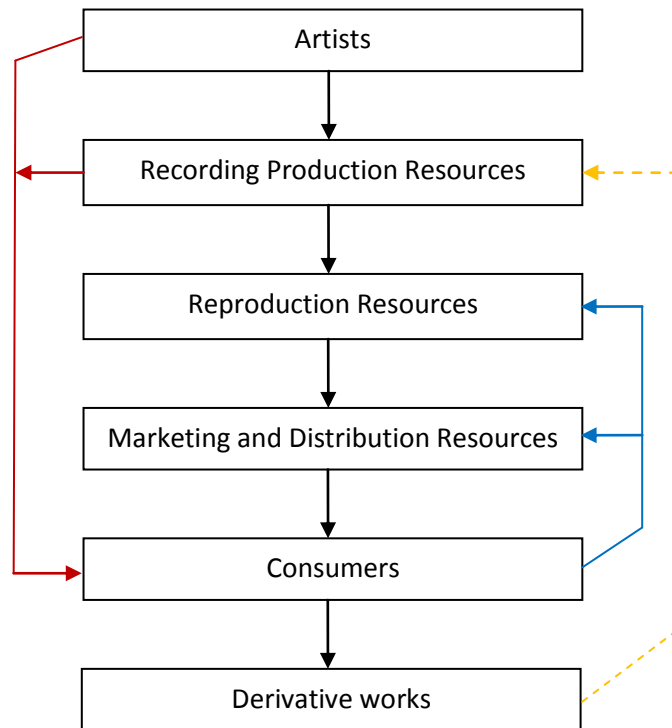 Artists
Recording Production Resources
Reproduction Resources
Marketing and Distribution Resources
Consumers
Derivative works